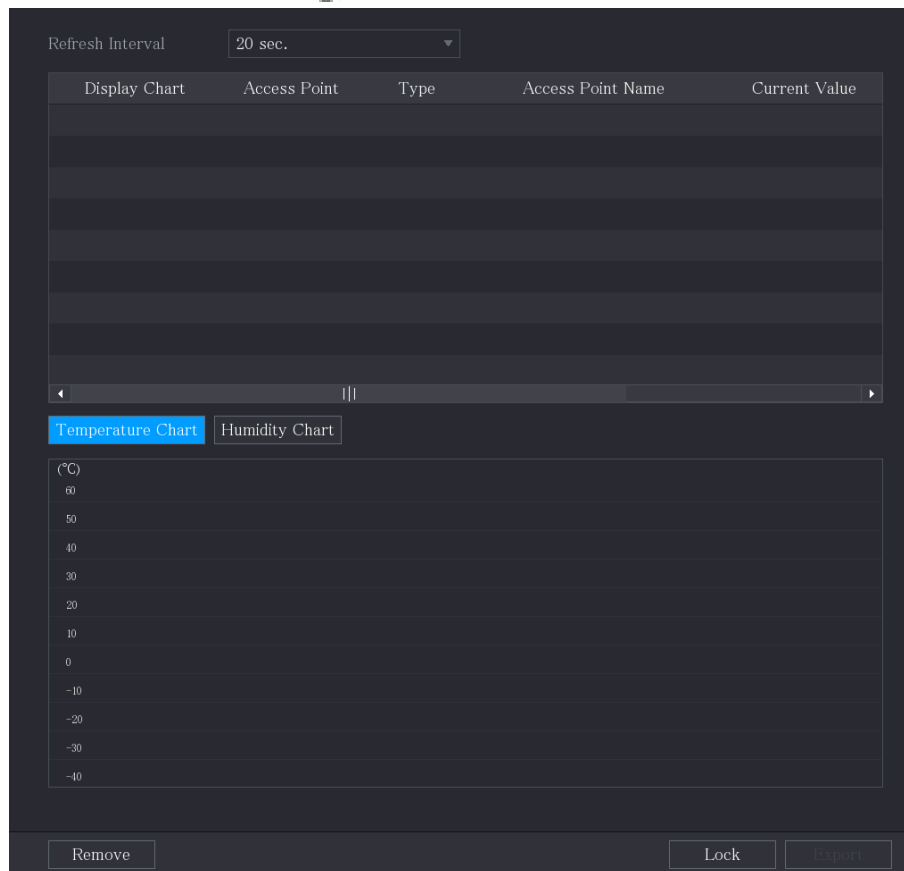 Refresh Interval 20 sec.
Display Chart Access Point Type Access Point Name Current Value
Temperature Chart Humidity Chart
(°C)
60
50
40
30
20
10
0
-10
-20
-30
-40
Remove Lock Export